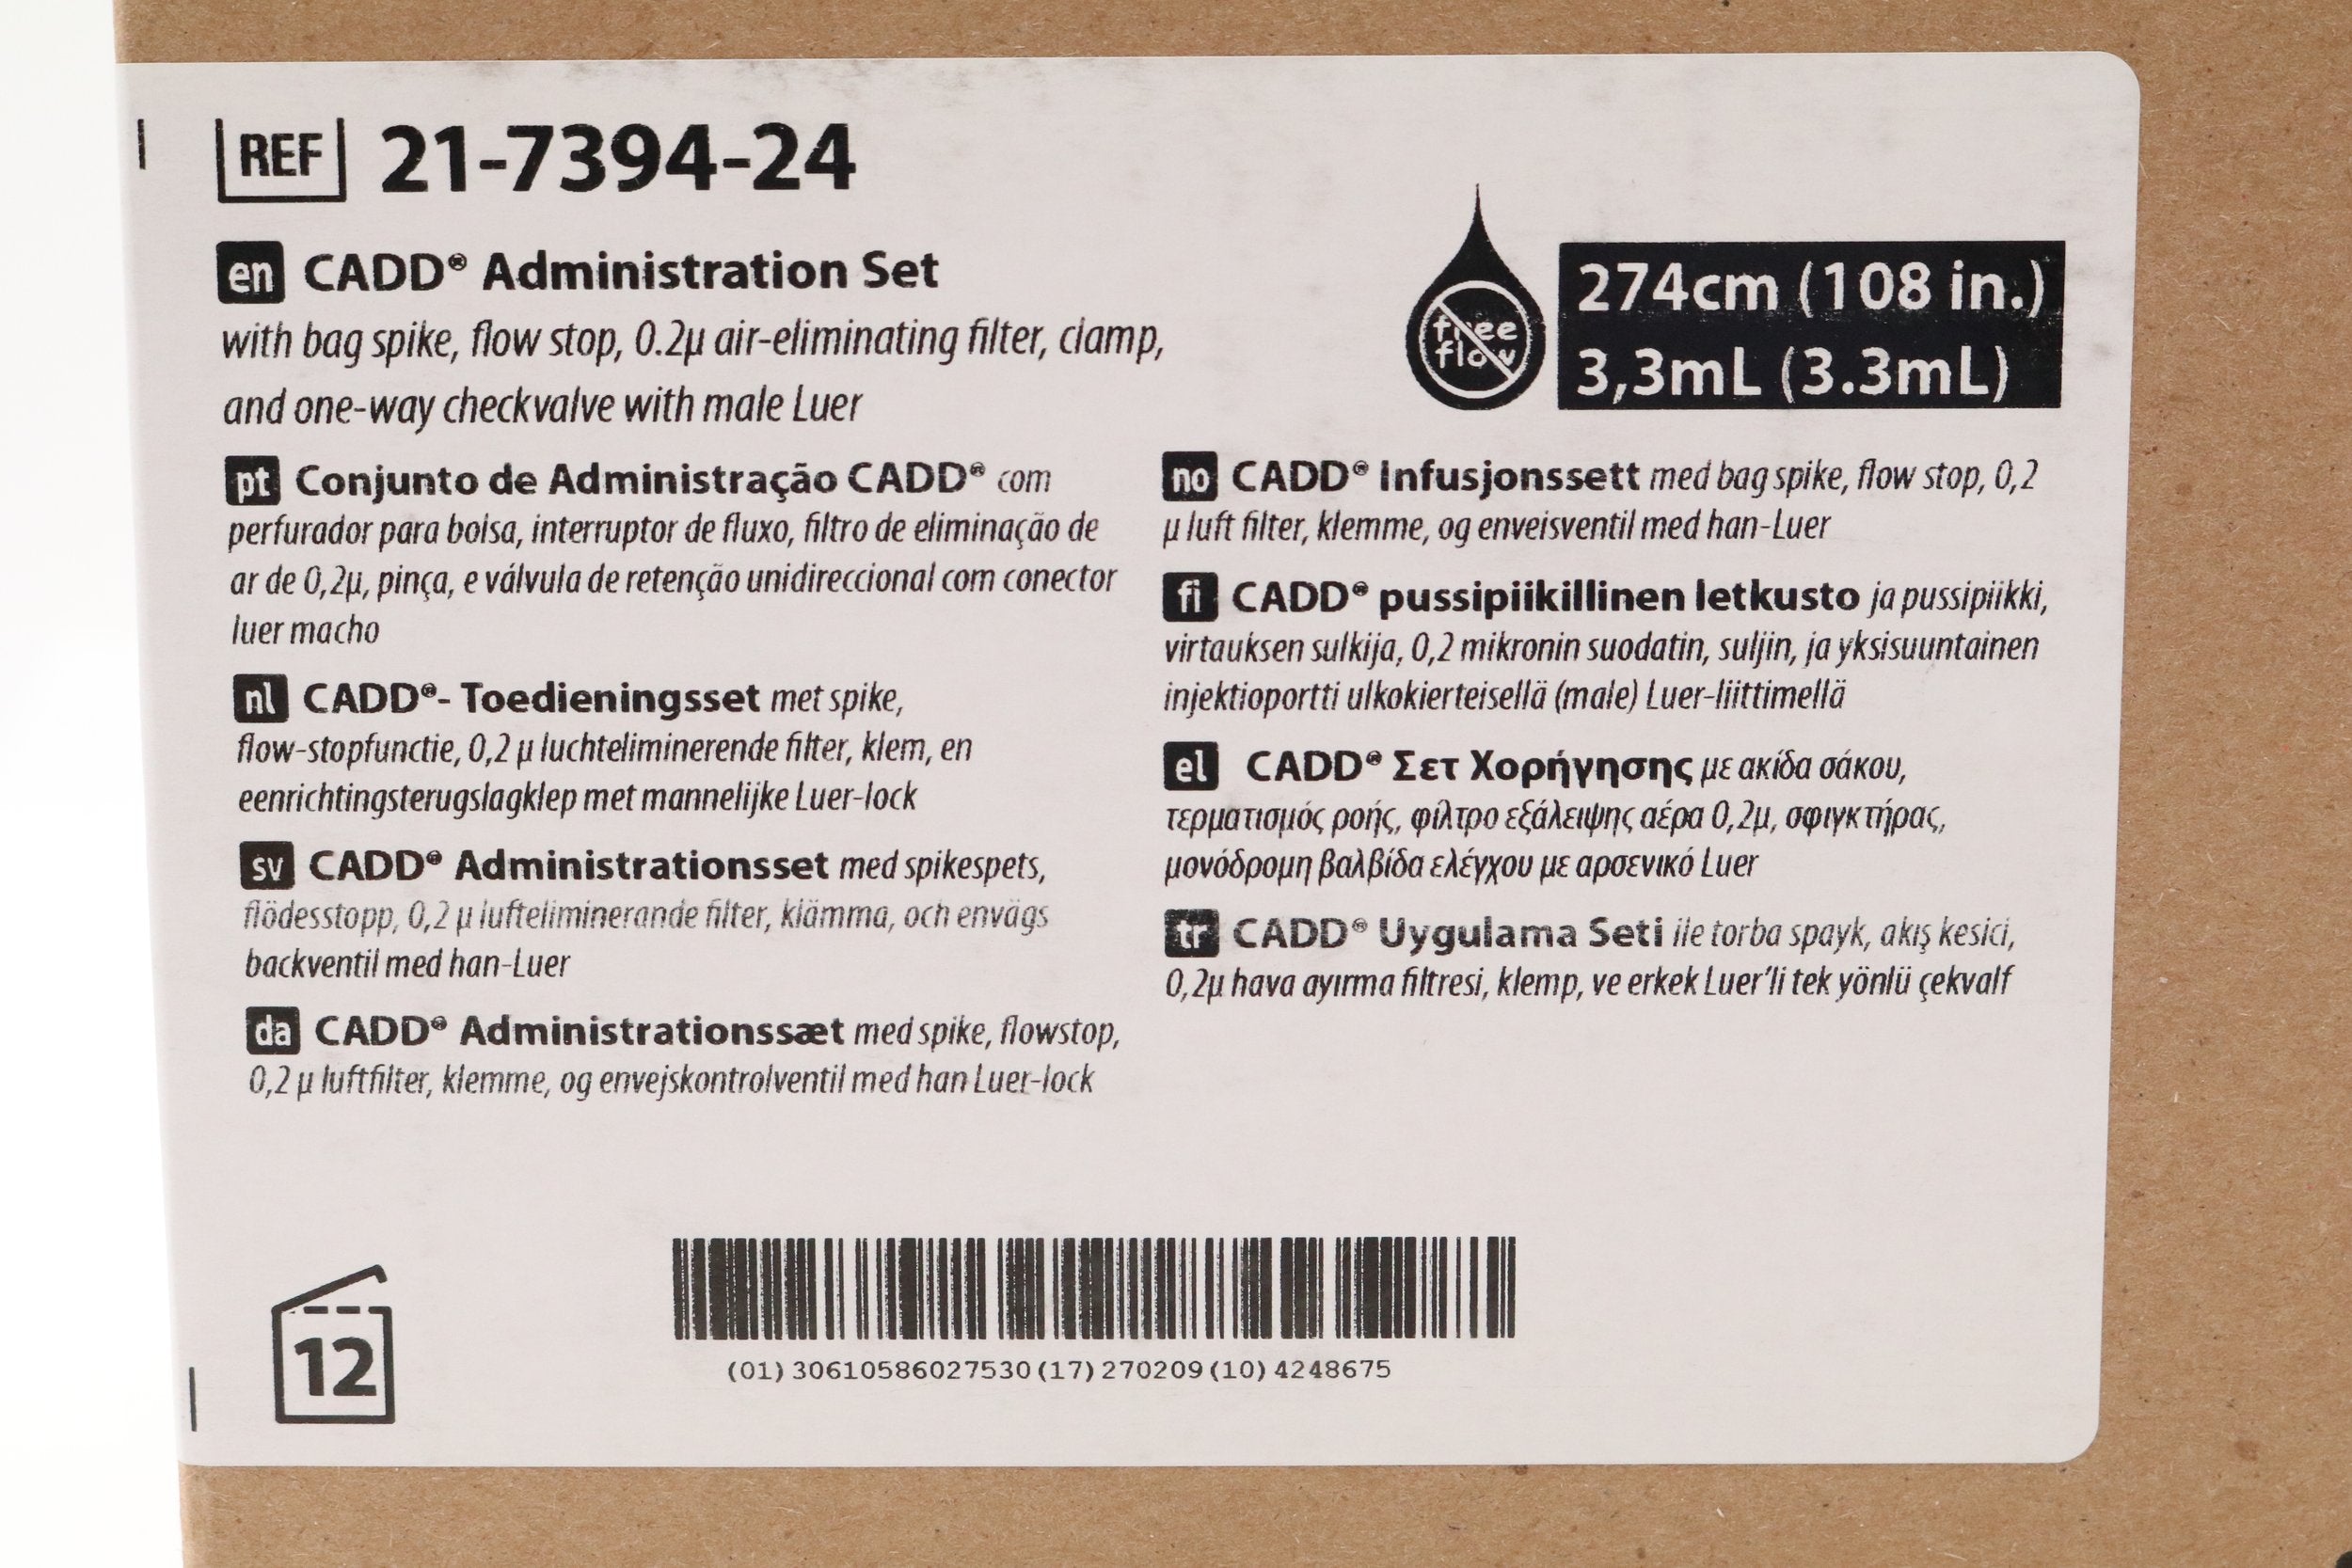 REF 21-7394-24
en CADD® Administration Set
with bag spike, flow stop, 0.2µ air-eliminating filter, clamp,
and one-way checkvalve with male Luer
free
flow
274cm (108 in.)
3,3mL (3.3mL)
pt Conjunto de Administração CADD® com
perfurador para bolsa, interruptor de fluxo, filtro de eliminação de
ar de 0,2µ, pinça, e válvula de retenção unidireccional com conector
luer macho
nl CADD®- Toedieningsset met spike,
flow-stopfunctie, 0,2 µ luchteliminerende filter, klem, en
eenrichtingsterugslagklep met mannelijke Luer-lock
sv CADD® Administrationsset med spikespets,
flödesstopp, 0,2 µ lufteliminerande filter, klämma, och envägs
backventil med han-Luer
da CADD® Administrationssæt med spike, flowstop,
0,2 µ luftfilter, klemme, og envejskontrolventil med han Luer-lock
no CADD® Infusjonssett med bag spike, flow stop, 0,2
µ luft filter, klemme, og enveisventil med han-Luer
fi CADD® pussipiikillinen letkusto ja pussipiikki,
virtauksen sulkija, 0,2 mikronin suodatin, suljin, ja yksisuuntainen
injektioportti ulkokierteisellä (male) Luer-liittimellä
el CADD® Σετ Χορήγησης με ακίδα σάκου,
τερματισμός ροής, φίλτρο εξάλειψης αέρα 0,2µ, σφιγκτήρας,
μονόδρομη βαλβίδα ελέγχου με αρσενικό Luer
tr CADD® Uygulama Seti ile torba spayk, akış kesici,
0,2µ hava ayırma filtresi, klemp, ve erkek Luer'li tek yönlü çekvalf
12
(01) 30610586027530 (17) 270209 (10) 4248675